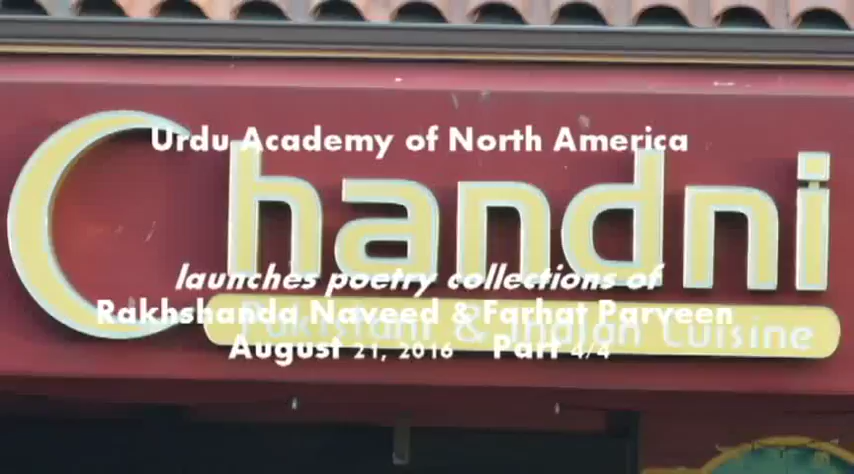 Urdu Academy of North America
Chandni
launches poetry collections of
Rakhshanda Naveed & Farhat Parveen
Pakistani & Indian Cuisine
August 21, 2016 Part 4/4